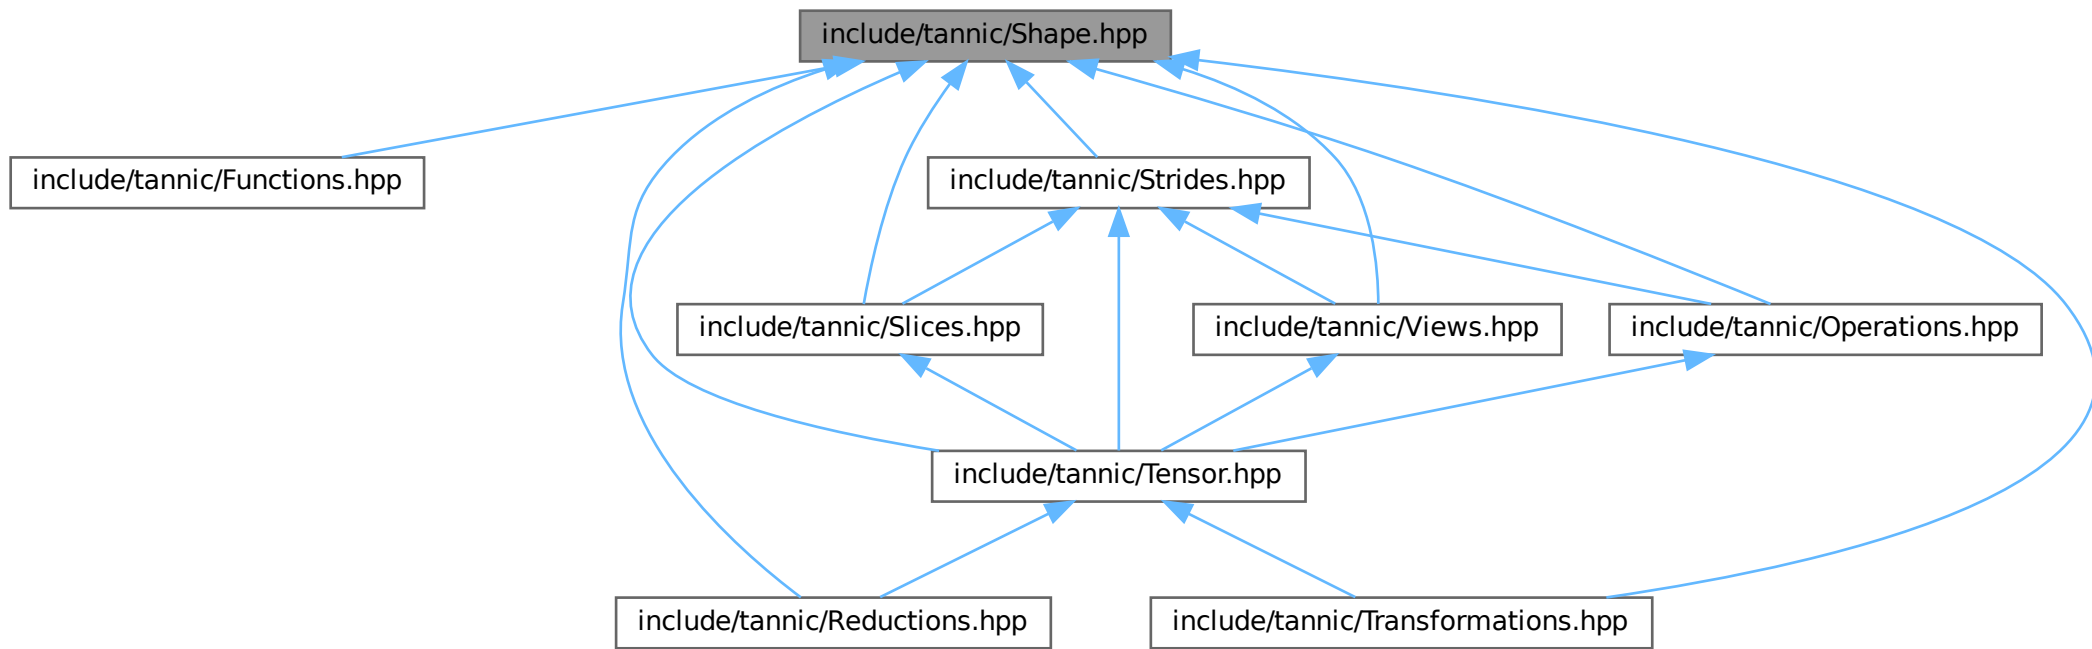 include/tannic/Shape.hpp
include/tannic/Functions.hpp
include/tannic/Strides.hpp
include/tannic/Slices.hpp
include/tannic/Views.hpp
include/tannic/Operations.hpp
include/tannic/Tensor.hpp
include/tannic/Reductions.hpp
include/tannic/Transformations.hpp